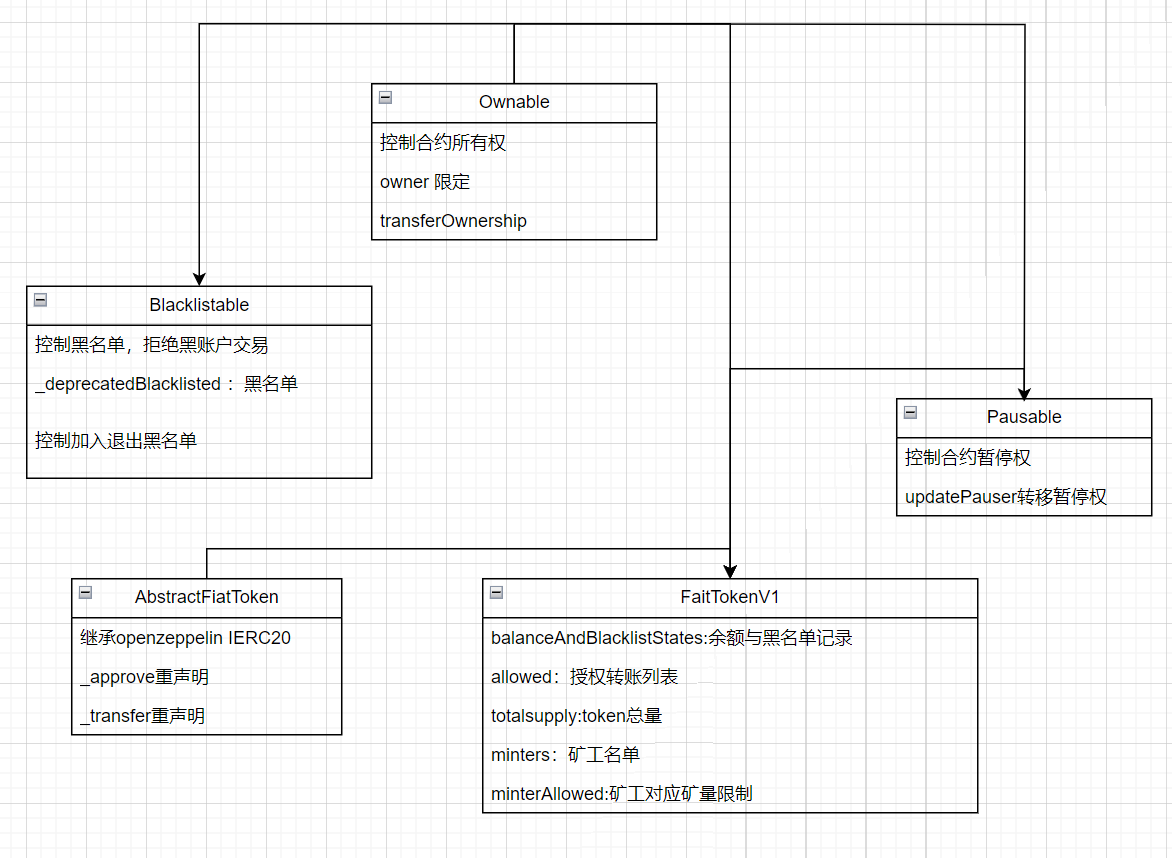 Ownable
控制合约所有权
owner 限定
transferOwnership
Blacklistable
控制黑名单，拒绝黑账户交易
_deprecatedBlacklisted ：黑名单
控制加入退出黑名单
Pausable
控制合约暂停权
updatePauser转移暂停权
AbstractFiatToken
继承openzeppelin IERC20
_approve重声明
_transfer重声明
FaitTokenV1
balanceAndBlacklistStates:余额与黑名单记录
allowed：授权转账列表
totalsupply:token总量
minters：矿工名单
minterAllowed:矿工对应矿量限制